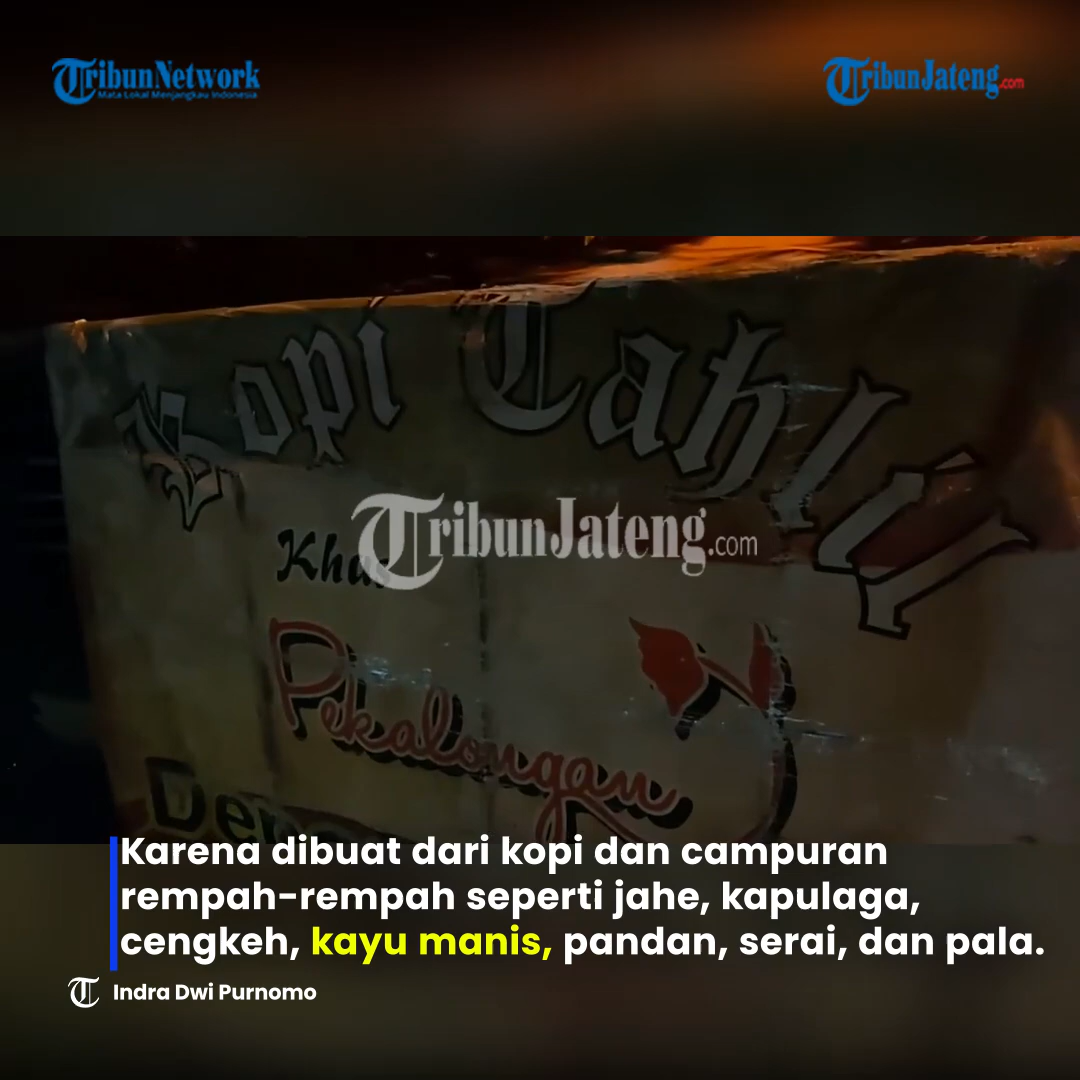 TribunNetwork
Mata Lokal Menjangkau Indonesia
TribunJateng.com
Kopi Tahlil
Khas
TribunJateng.com
Pekalongan
Karena dibuat dari kopi dan campuran
rempah-rempah seperti jahe, kapulaga,
cengkeh, kayu manis, pandan, serai, dan pala.
Indra Dwi Purnomo